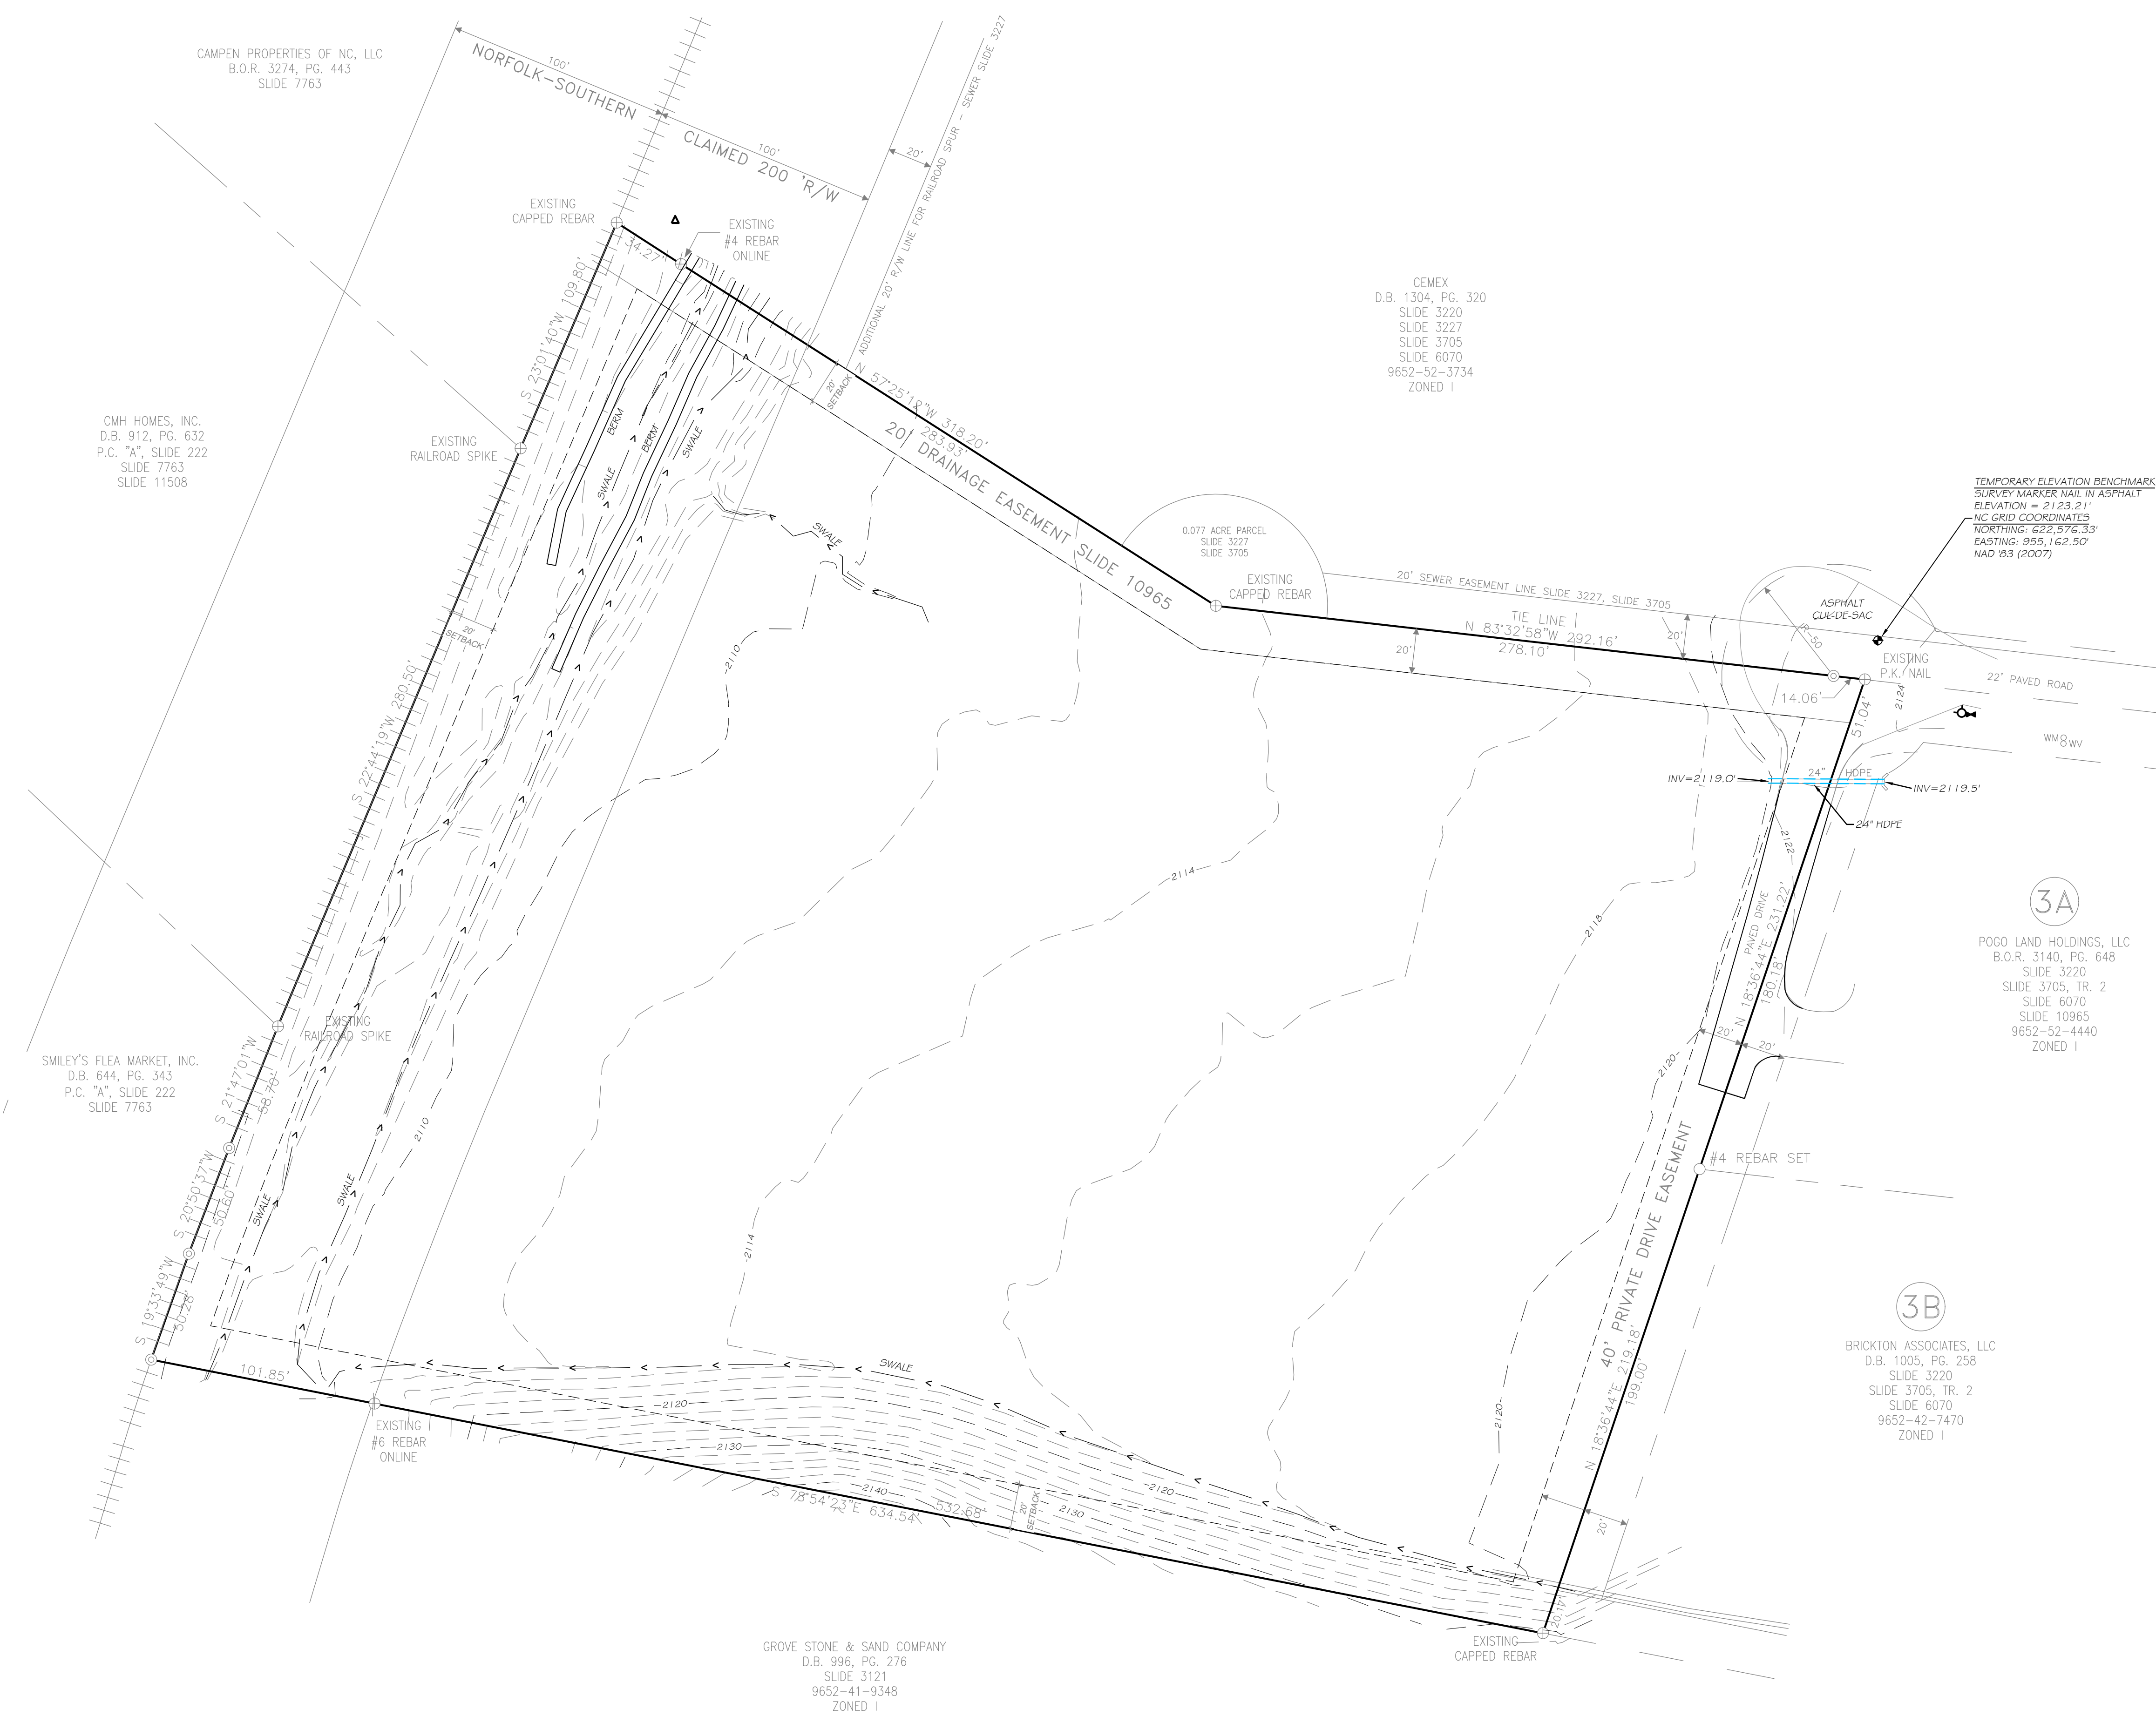 CAMPEN PROPERTIES OF NC, LLC
B.O.R. 3274, PG. 443
SLIDE 7763
100'
NORFOLK-SOUTHERN
100'
CLAIMED 200 'R/W
20'
ADDITIONAL 20' R/W LINE FOR RAILROAD SPUR - SEWER SLIDE 3227
EXISTING
CAPPED REBAR
EXISTING
#4 REBAR
ONLINE
34.27'
S 23°01'40"W 109.80'
CEMEX
D.B. 1304, PG. 320
SLIDE 3220
SLIDE 3227
SLIDE 3705
SLIDE 6070
9652-52-3734
ZONED I
CMH HOMES, INC.
D.B. 912, PG. 632
P.C. "A", SLIDE 222
SLIDE 7763
SLIDE 11508
EXISTING
RAILROAD SPIKE
BERM
BERM
SWALE
SWALE
20'
SETBACK
N 57°25'12"W 318.20'
283.93'
20' DRAINAGE EASEMENT SLIDE 10965
SWALE
0.077 ACRE PARCEL
SLIDE 3227
SLIDE 3705
EXISTING
CAPPED REBAR
20' SEWER EASEMENT LINE SLIDE 3227, SLIDE 3705
TIE LINE
N 83°32'58"W 292.16'
278.10'
20'
20'
R-50
ASPHALT
CUL-DE-SAC
TEMPORARY ELEVATION BENCHMARK
SURVEY MARKER NAIL IN ASPHALT
ELEVATION = 2123.21'
NC GRID COORDINATES
NORTHING: 622,576.33'
EASTING: 955,162.50'
NAD '83 (2007)
EXISTING
P.K. NAIL
22' PAVED ROAD
14.06'
51.04'
2124
WM
WV
20'
SETBACK
2110
S 22°44'19"W 280.50'
INV=2119.0'
24" HDPE
INV=2119.5'
24" HDPE
2122
2114
2118
PAVED DRIVE
N 18°36'44"E 231.22'
180.18'
3A
POGO LAND HOLDINGS, LLC
B.O.R. 3140, PG. 648
SLIDE 3220
SLIDE 3705, TR. 2
SLIDE 6070
SLIDE 10965
9652-52-4440
ZONED I
EXISTING
RAILROAD SPIKE
SMILEY'S FLEA MARKET, INC.
D.B. 644, PG. 343
P.C. "A", SLIDE 222
SLIDE 7763
S 21°47'01"W
58.70'
2110
20'
20'
2120
#4 REBAR SET
40' PRIVATE DRIVE EASEMENT
S 20°50'37"W
50.60'
SWALE
SWALE
2114
S 19°33'49"W
50.28'
3B
BRICKTON ASSOCIATES, LLC
D.B. 1005, PG. 258
SLIDE 3220
SLIDE 3705, TR. 2
SLIDE 6070
9652-42-7470
ZONED I
N 18°36'44"E 219.18'
199.00'
101.85'
SWALE
2120
2120
EXISTING
#6 REBAR
ONLINE
2130
2140
S 78°54'23"E 634.54'
532.68'
20'
SETBACK
2130
2120
20'
20.17'
EXISTING
CAPPED REBAR
GROVE STONE & SAND COMPANY
D.B. 996, PG. 276
SLIDE 3121
9652-41-9348
ZONED I